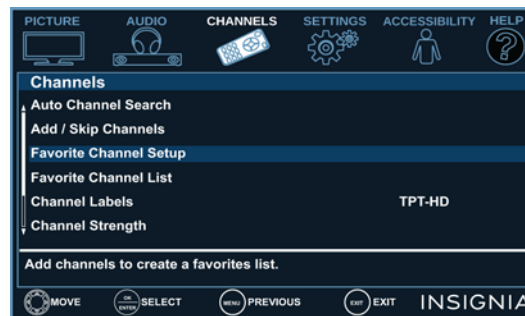 PICTURE AUDIO CHANNELS SETTINGS ACCESSIBILITY HELP
?
Channels
Auto Channel Search
Add / Skip Channels
Favorite Channel Setup
Favorite Channel List
Channel Labels TPT-HD
Channel Strength
Add channels to create a favorites list.
MOVE OK ENTER SELECT MENU PREVIOUS EXIT EXIT INSIGNIA